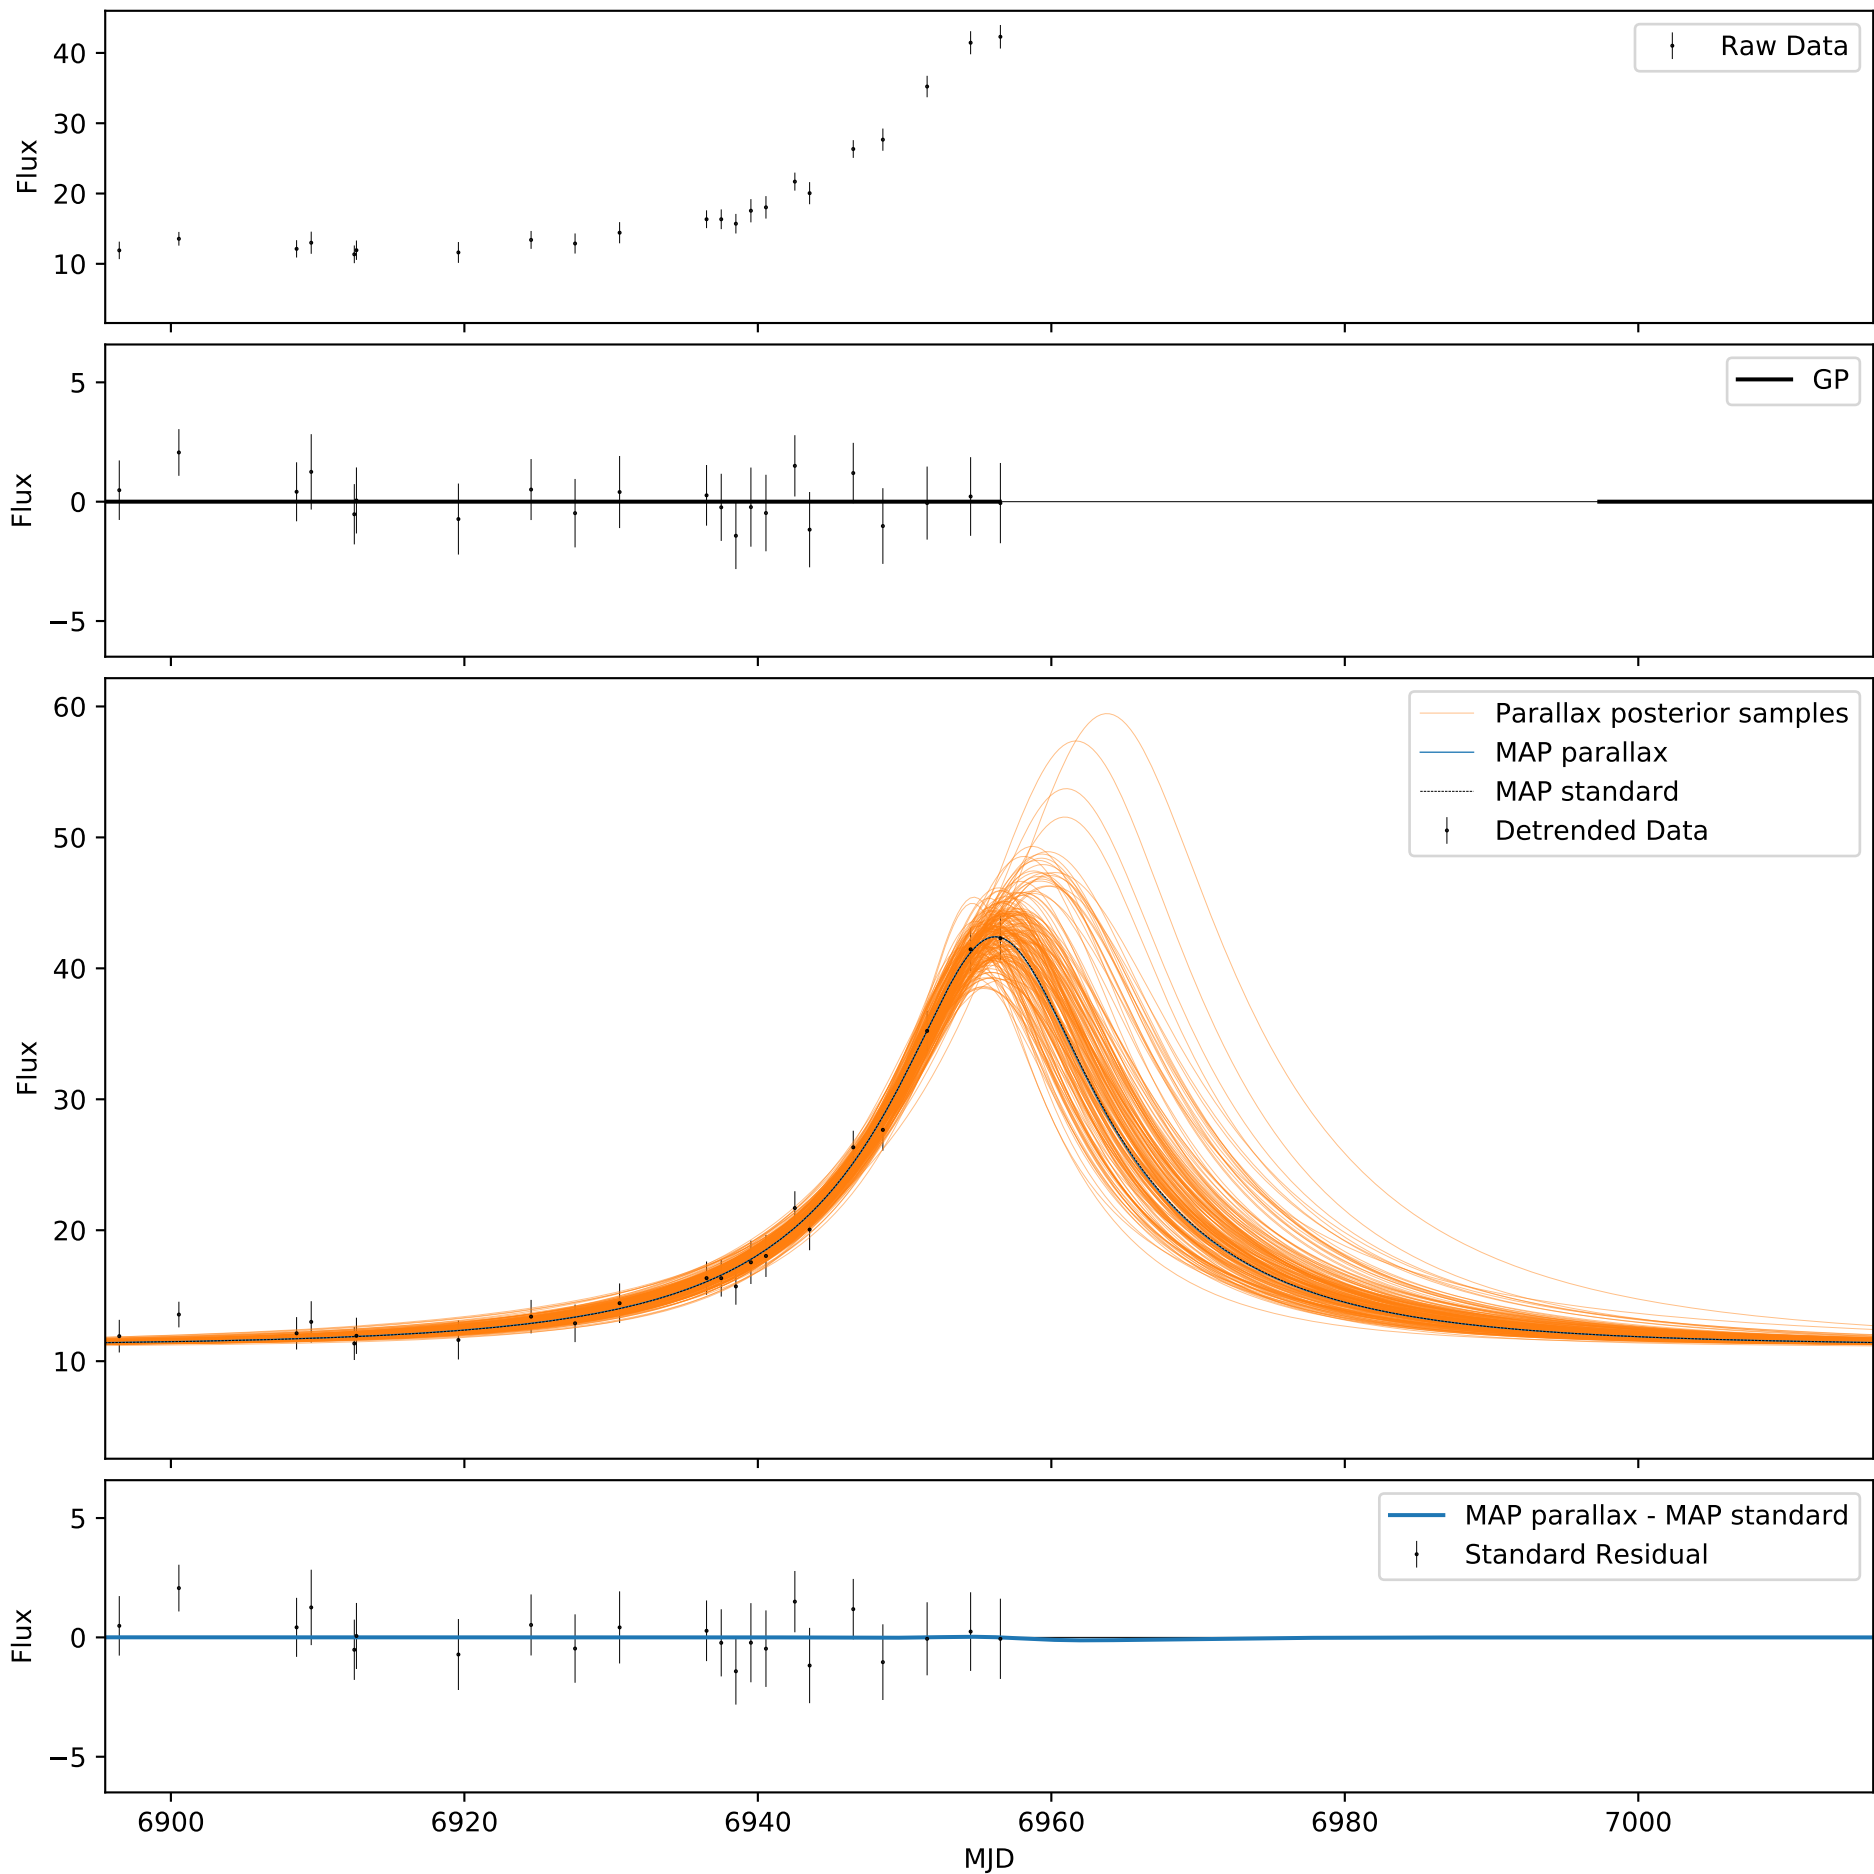 40
30
20
10
Flux
Raw Data
5
0
−5
Flux
GP
60
50
40
30
20
10
Flux
Parallax posterior samples
MAP parallax
MAP standard
Detrended Data
5
0
−5
Flux
MAP parallax - MAP standard
Standard Residual
6900 6920 6940 6960 6980 7000
MJD